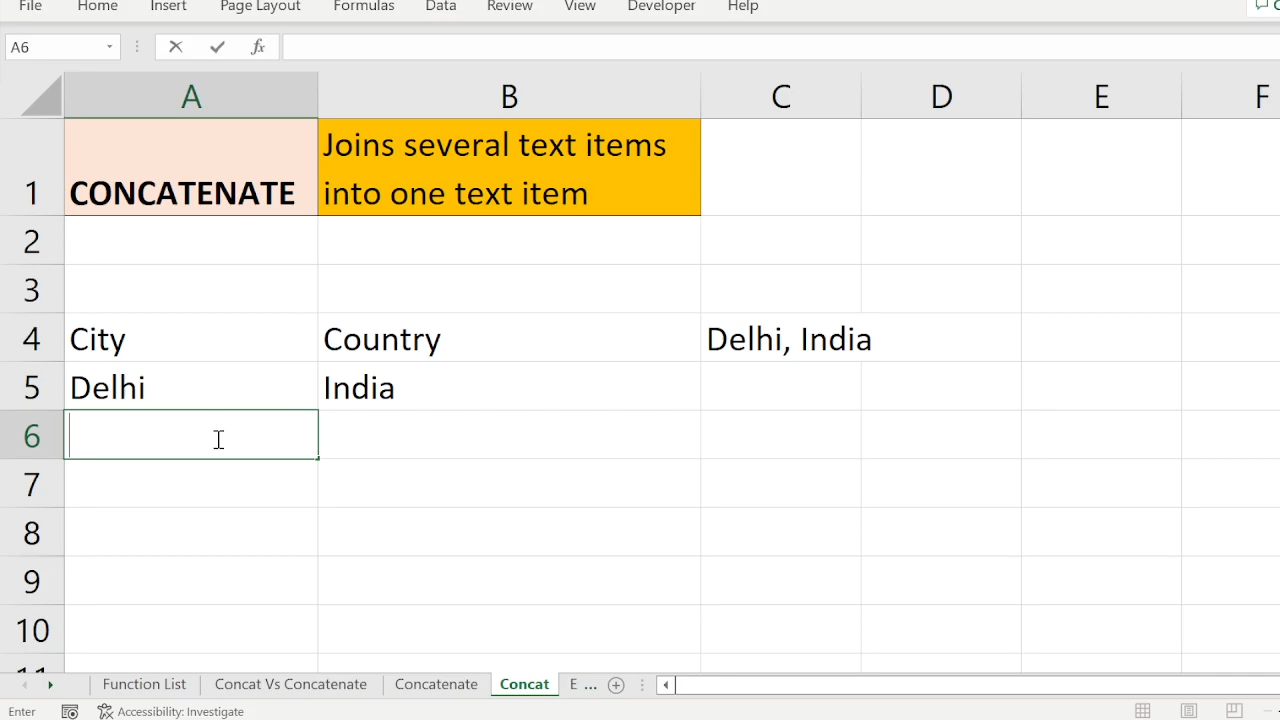 File Home Insert Page Layout Formulas Data Review View Developer Help
A6 fx
A B C D E F
1 CONCATENATE Joins several text items
into one text item
2
3
4 City Country Delhi, India
5 Delhi India
6
7
8
9
10
Function List Concat Vs Concatenate Concatenate Concat E ...
Enter Accessibility: Investigate